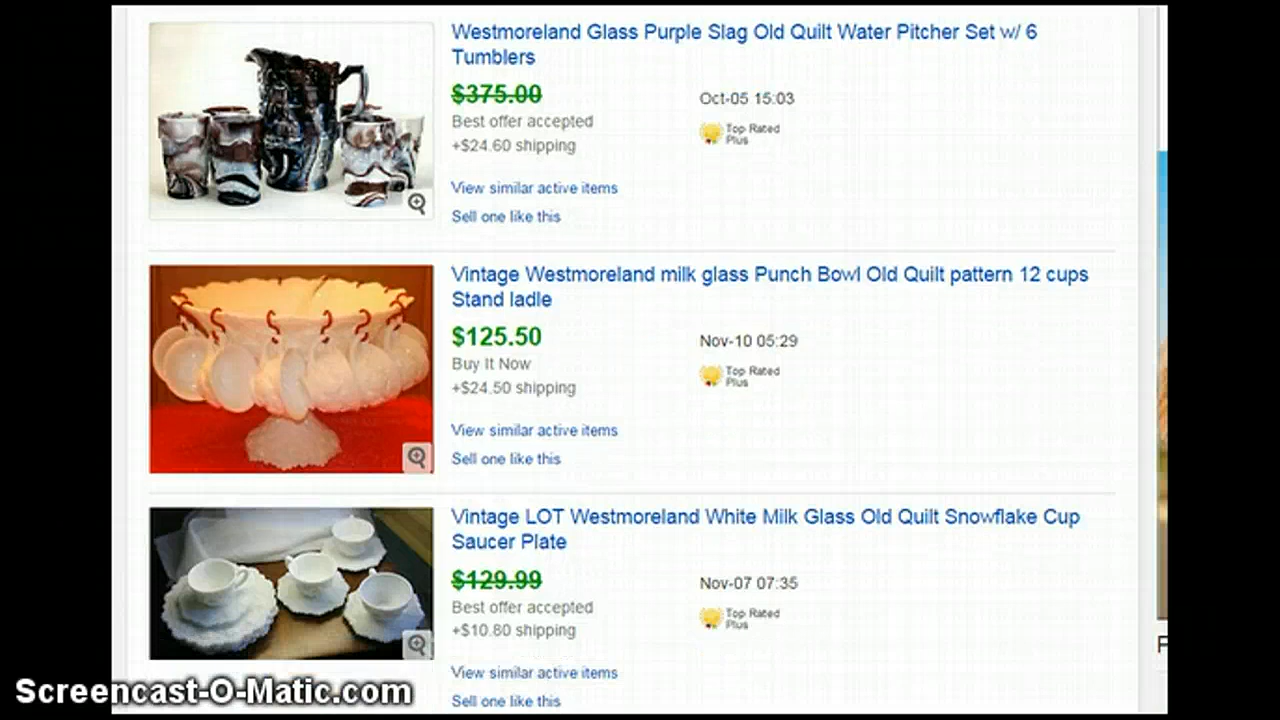 Westmoreland Glass Purple Slag Old Quilt Water Pitcher Set w/ 6
Tumblers
$375.00
Oct-05 15:03
Best offer accepted
Top Rated
Plus
+$24.60 shipping
View similar active items
Sell one like this
Vintage Westmoreland milk glass Punch Bowl Old Quilt pattern 12 cups
Stand ladle
$125.50
Nov-10 05:29
Buy It Now
Top Rated
Plus
+$24.50 shipping
View similar active items
Sell one like this
Vintage LOT Westmoreland White Milk Glass Old Quilt Snowflake Cup
Saucer Plate
$129.99
Nov-07 07:35
Best offer accepted
Top Rated
Plus
+$10.80 shipping
View similar active items
Sell one like this
Screencast-O-Matic.com